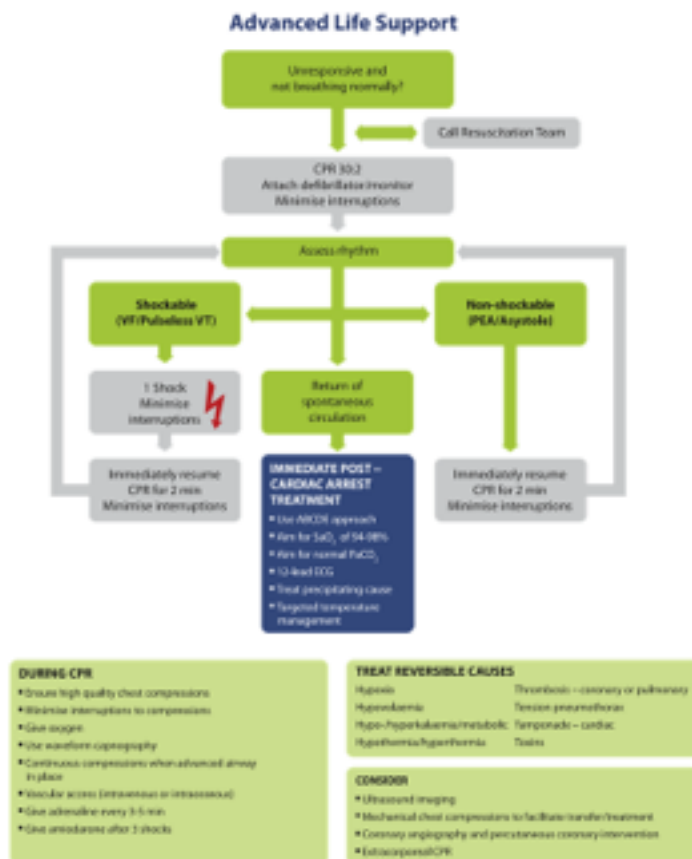 Advanced Life Support
Unresponsive and
not breathing normally?
Call Resuscitation Team
CPR 30:2
Attach defibrillator/monitor
Minimise interruptions
Assess rhythm
Shockable
(VF/Pulseless VT)
Non-shockable
(PEA/Asystole)
1 Shock
Minimise
interruptions
Return of
spontaneous
circulation
Immediately resume
CPR for 2 min
Minimise interruptions
IMMEDIATE POST –
CARDIAC ARREST
TREATMENT
• Use ABCDE approach
• Aim for SaO₂ of 94-98%
• Aim for normal PaCO₂
• 12-lead ECG
• Treat precipitating cause
• Targeted temperature
management
Immediately resume
CPR for 2 min
Minimise interruptions
DURING CPR
• Ensure high quality chest compressions
• Minimise interruptions to compressions
• Give oxygen
• Use waveform capnography
• Continuous compressions when advanced airway
in place
• Vascular access (intravenous or intraosseous)
• Give adrenaline every 3-5 min
• Give amiodarone after 3 shocks
TREAT REVERSIBLE CAUSES
Hypoxia Thrombosis – coronary or pulmonary
Hypovolaemia Tension pneumothorax
Hypo-/hyperkalaemia/metabolic Tamponade – cardiac
Hypothermia/hyperthermia Toxins
CONSIDER
• Ultrasound imaging
• Mechanical chest compressions to facilitate transfer/treatment
• Coronary angiography and percutaneous coronary intervention
• Extracorporeal CPR